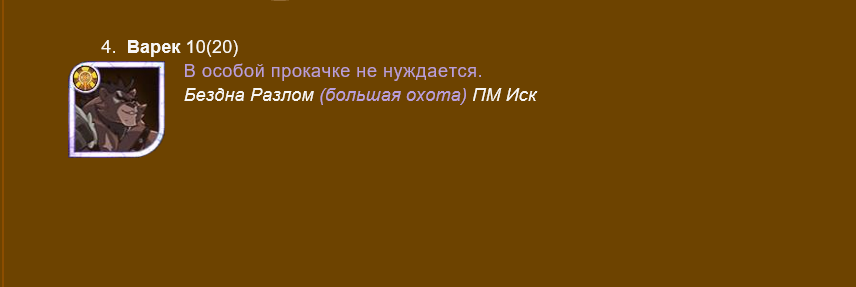 4. Варек 10(20)
В особой прокачке не нуждается.
Бездна Разлом (большая охота) ПМ Иск